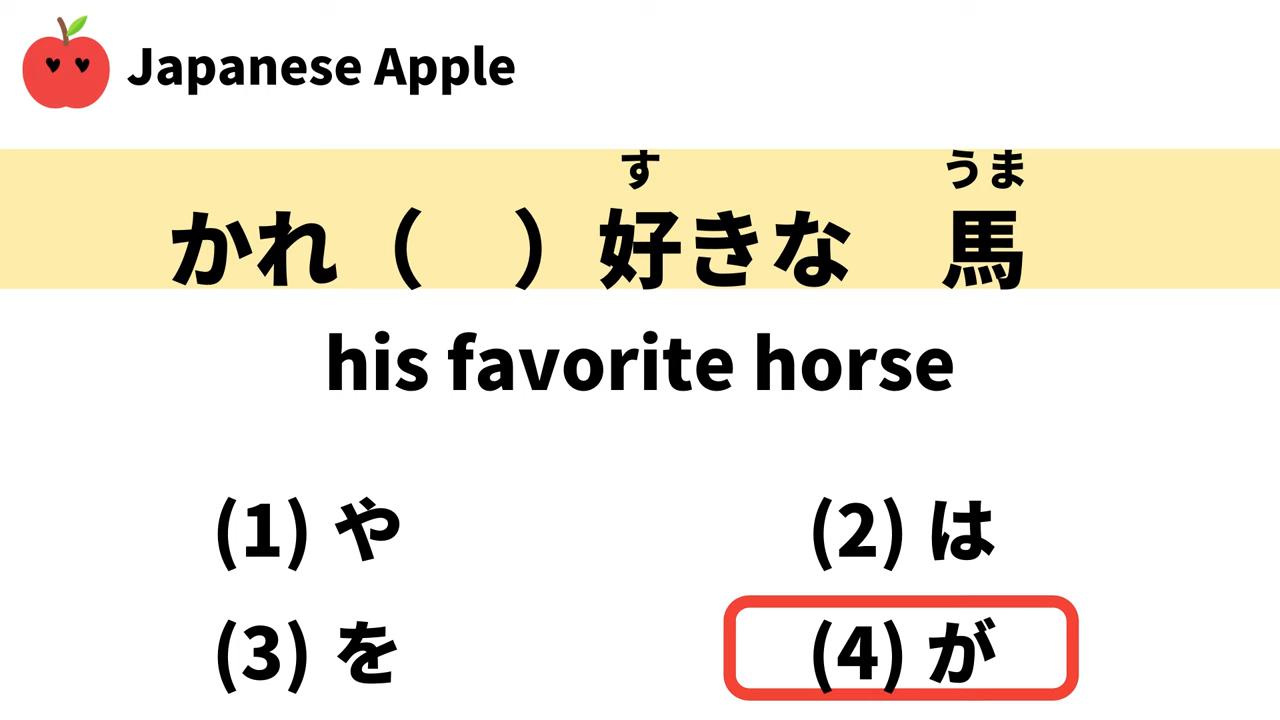 Japanese Apple
す うま
かれ（　）好きな　馬
his favorite horse
(1) や (2) は
(3) を (4) が